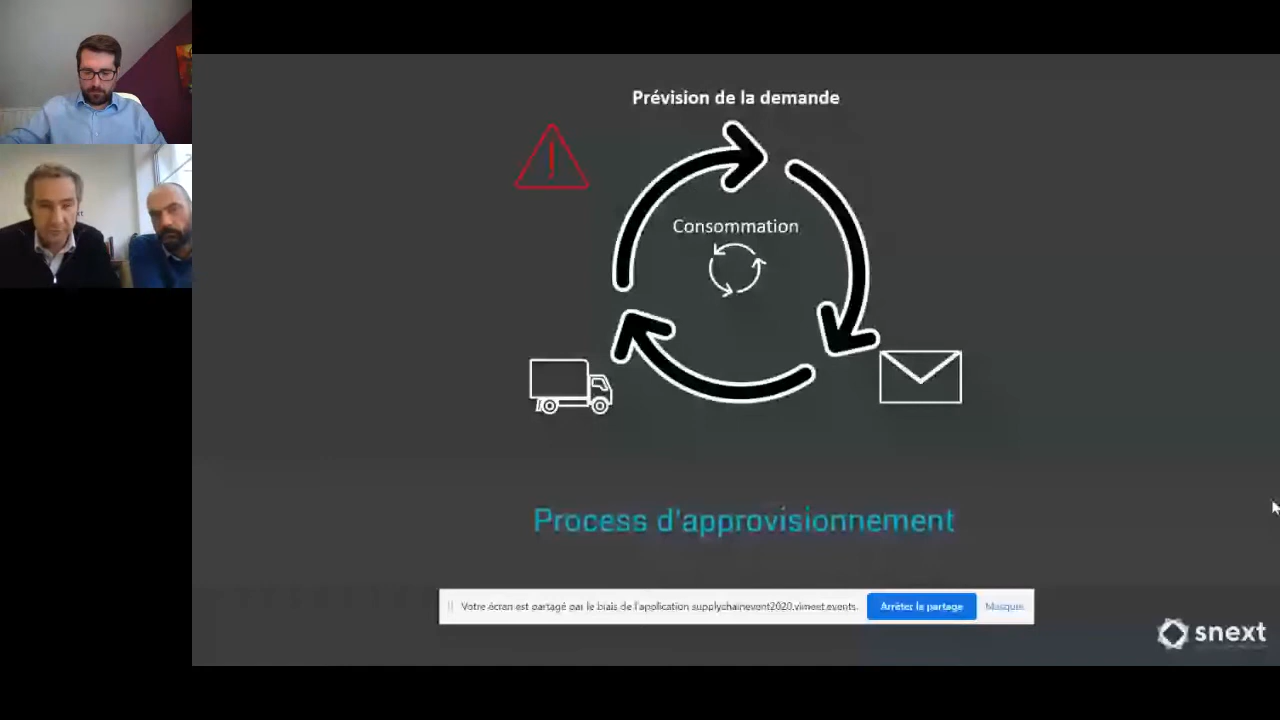 Prévision de la demande
Consommation
Process d'approvisionnement
Votre écran est partagé par le biais de l'application supplychainevent2020.vimeet.events.
Arrêter le partage
Masquer
snext